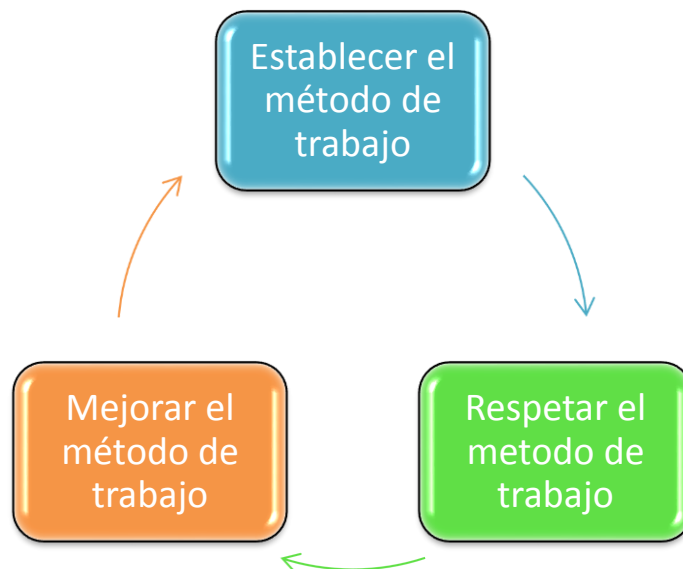 Establecer el
método de
trabajo
Respetar el
metodo de
trabajo
Mejorar el
método de
trabajo